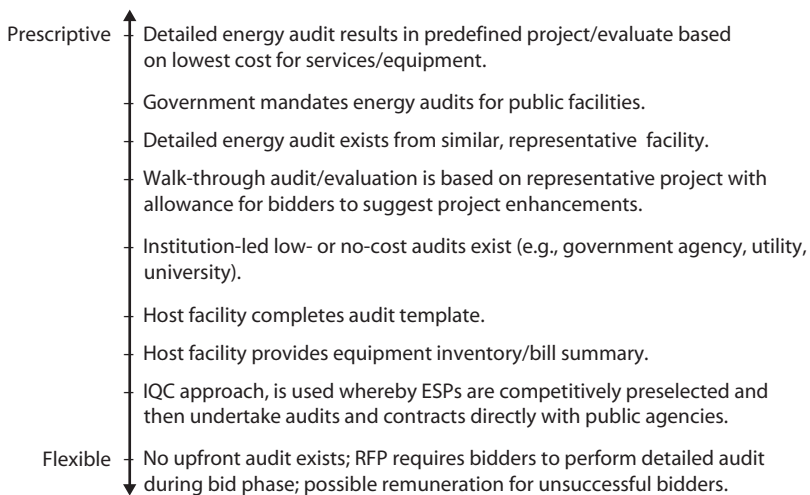 Prescriptive
Detailed energy audit results in predefined project/evaluate based
on lowest cost for services/equipment.
Government mandates energy audits for public facilities.
Detailed energy audit exists from similar, representative facility.
Walk-through audit/evaluation is based on representative project with
allowance for bidders to suggest project enhancements.
Institution-led low- or no-cost audits exist (e.g., government agency, utility,
university).
Host facility completes audit template.
Host facility provides equipment inventory/bill summary.
IQC approach, is used whereby ESPs are competitively preselected and
then undertake audits and contracts directly with public agencies.
Flexible
No upfront audit exists; RFP requires bidders to perform detailed audit
during bid phase; possible remuneration for unsuccessful bidders.